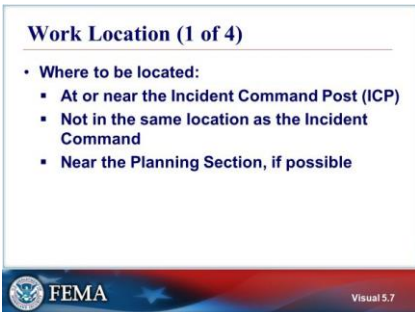 Work Location (1 of 4)
• Where to be located:
▪ At or near the Incident Command Post (ICP)
▪ Not in the same location as the Incident
Command
▪ Near the Planning Section, if possible
FEMA
Visual 5.7